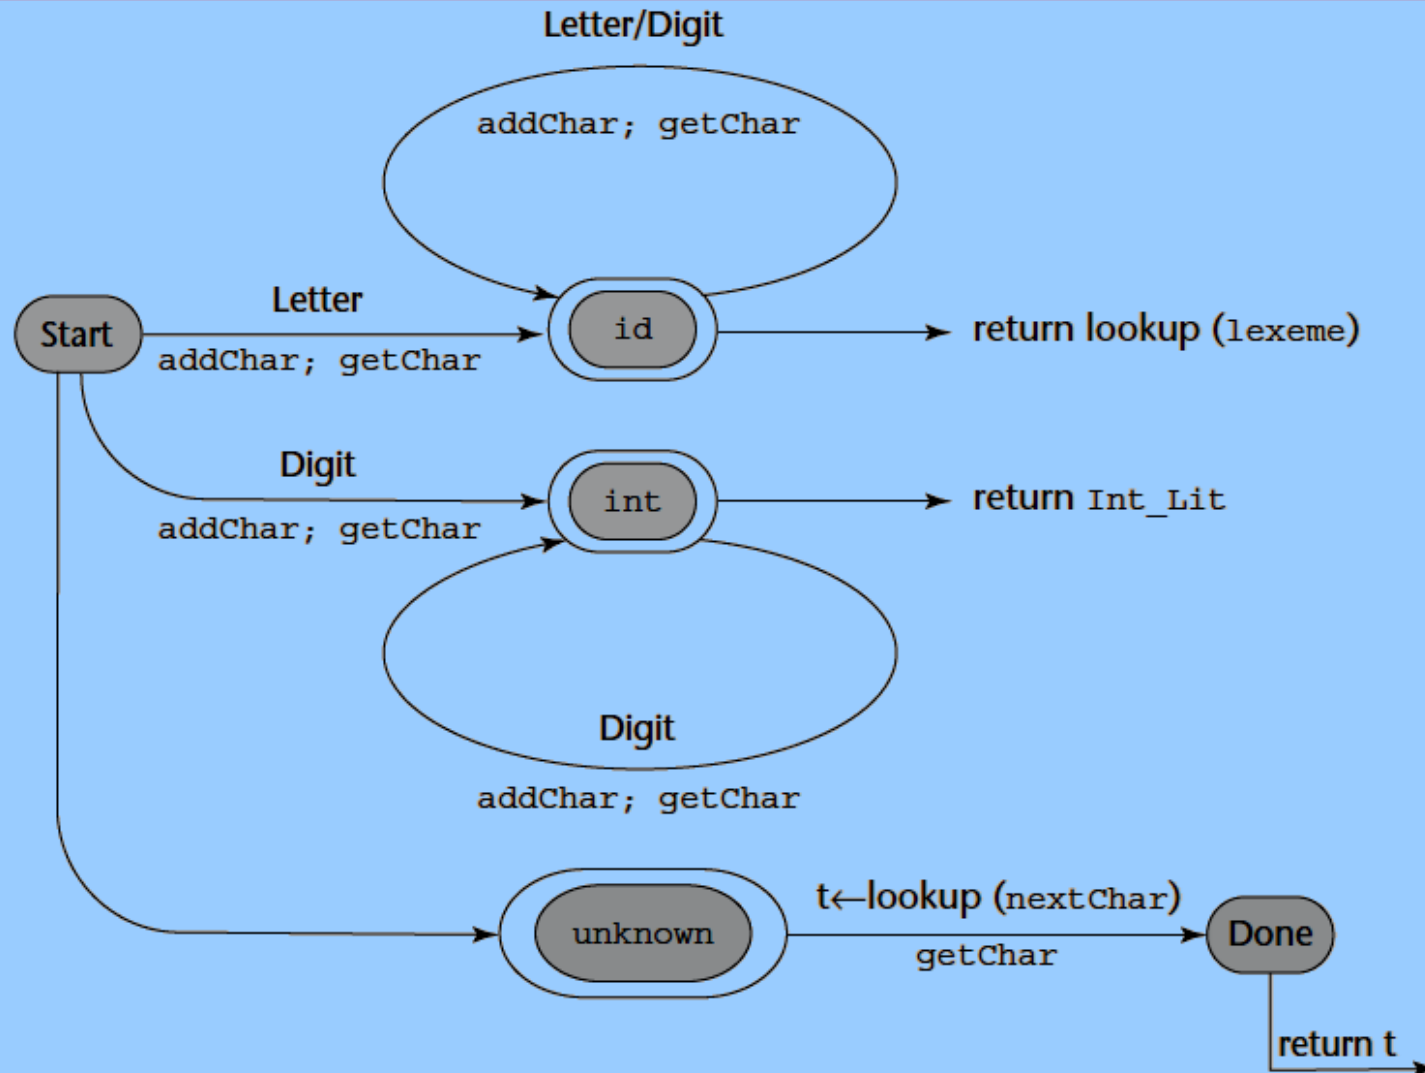 Letter/Digit
addChar; getChar
Start
Letter
addChar; getChar
id
return lookup (lexeme)
Digit
addChar; getChar
int
return Int_Lit
Digit
addChar; getChar
unknown
t←lookup (nextChar)
getChar
Done
return t